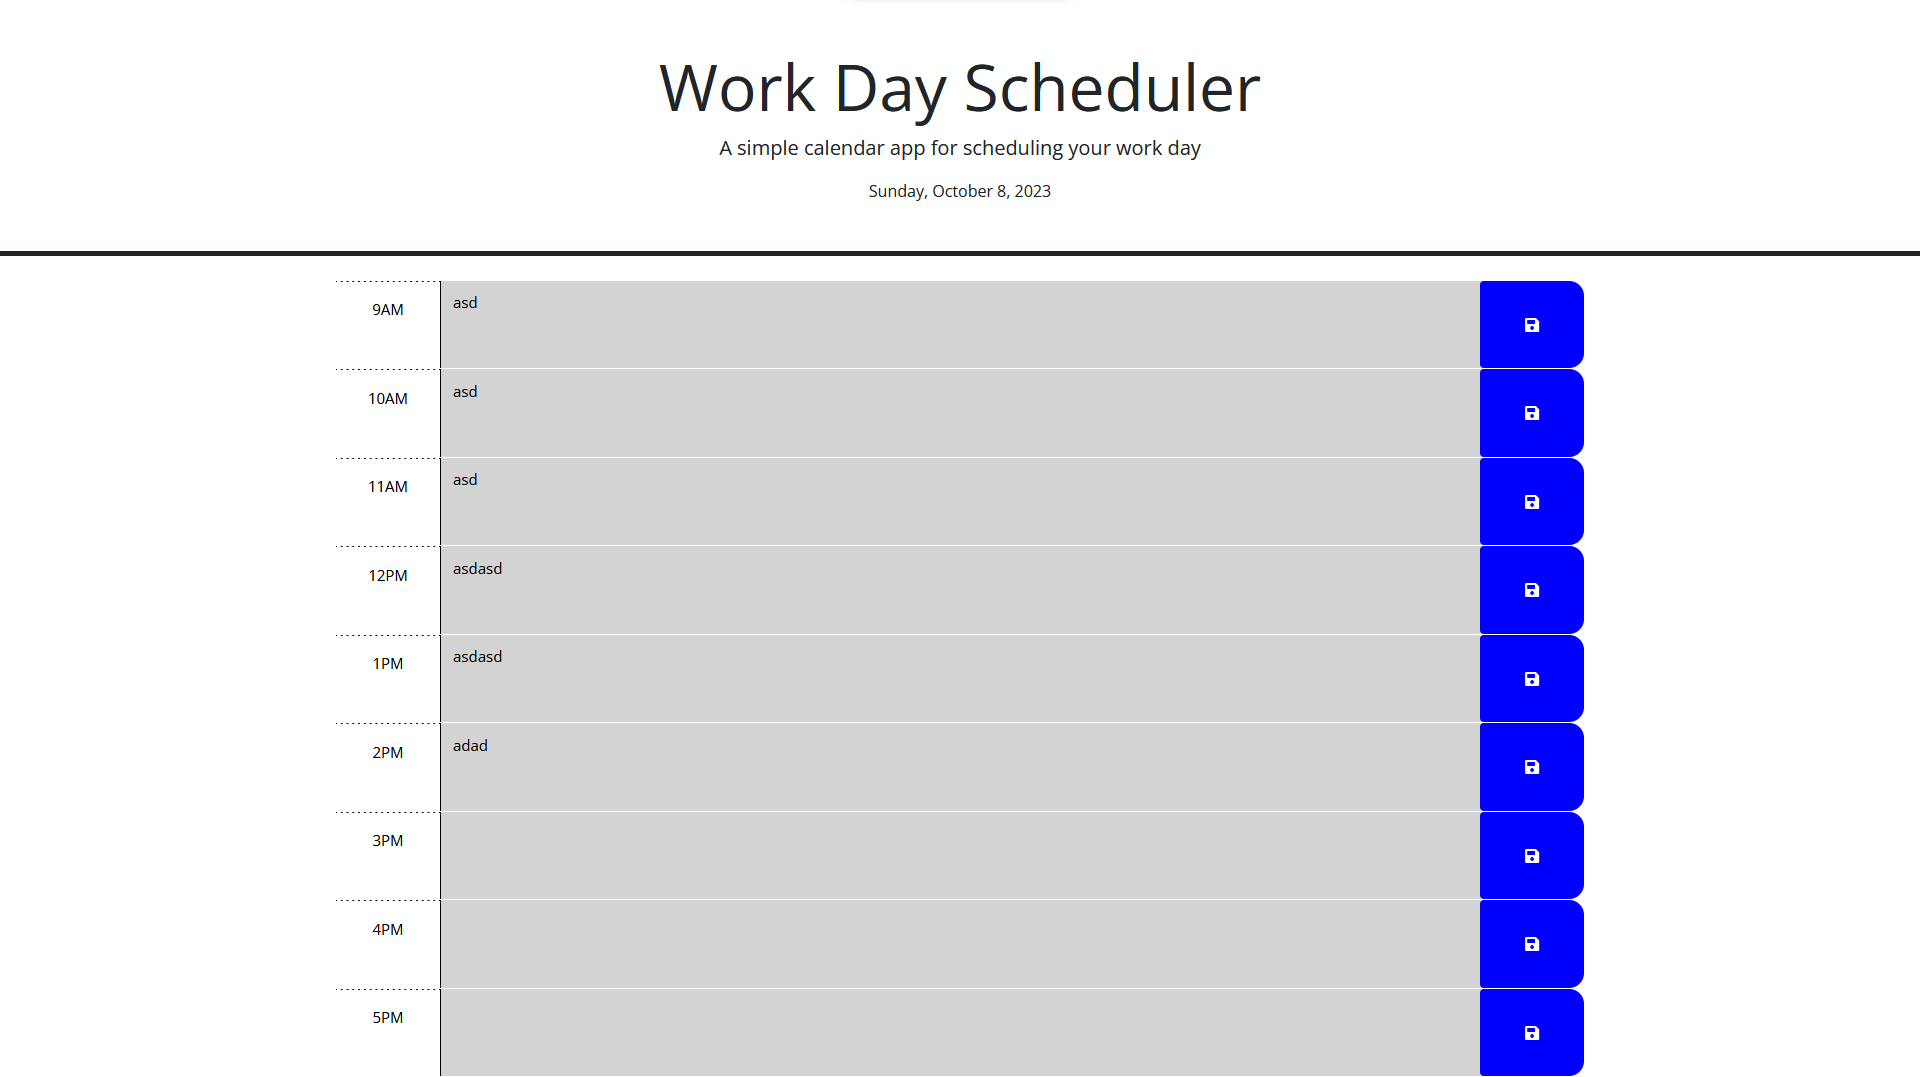 Work Day Scheduler
A simple calendar app for scheduling your work day
Sunday, October 8, 2023
9AM
asd
10AM
asd
11AM
asd
12PM
asdasd
1PM
asdasd
2PM
adad
3PM
4PM
5PM